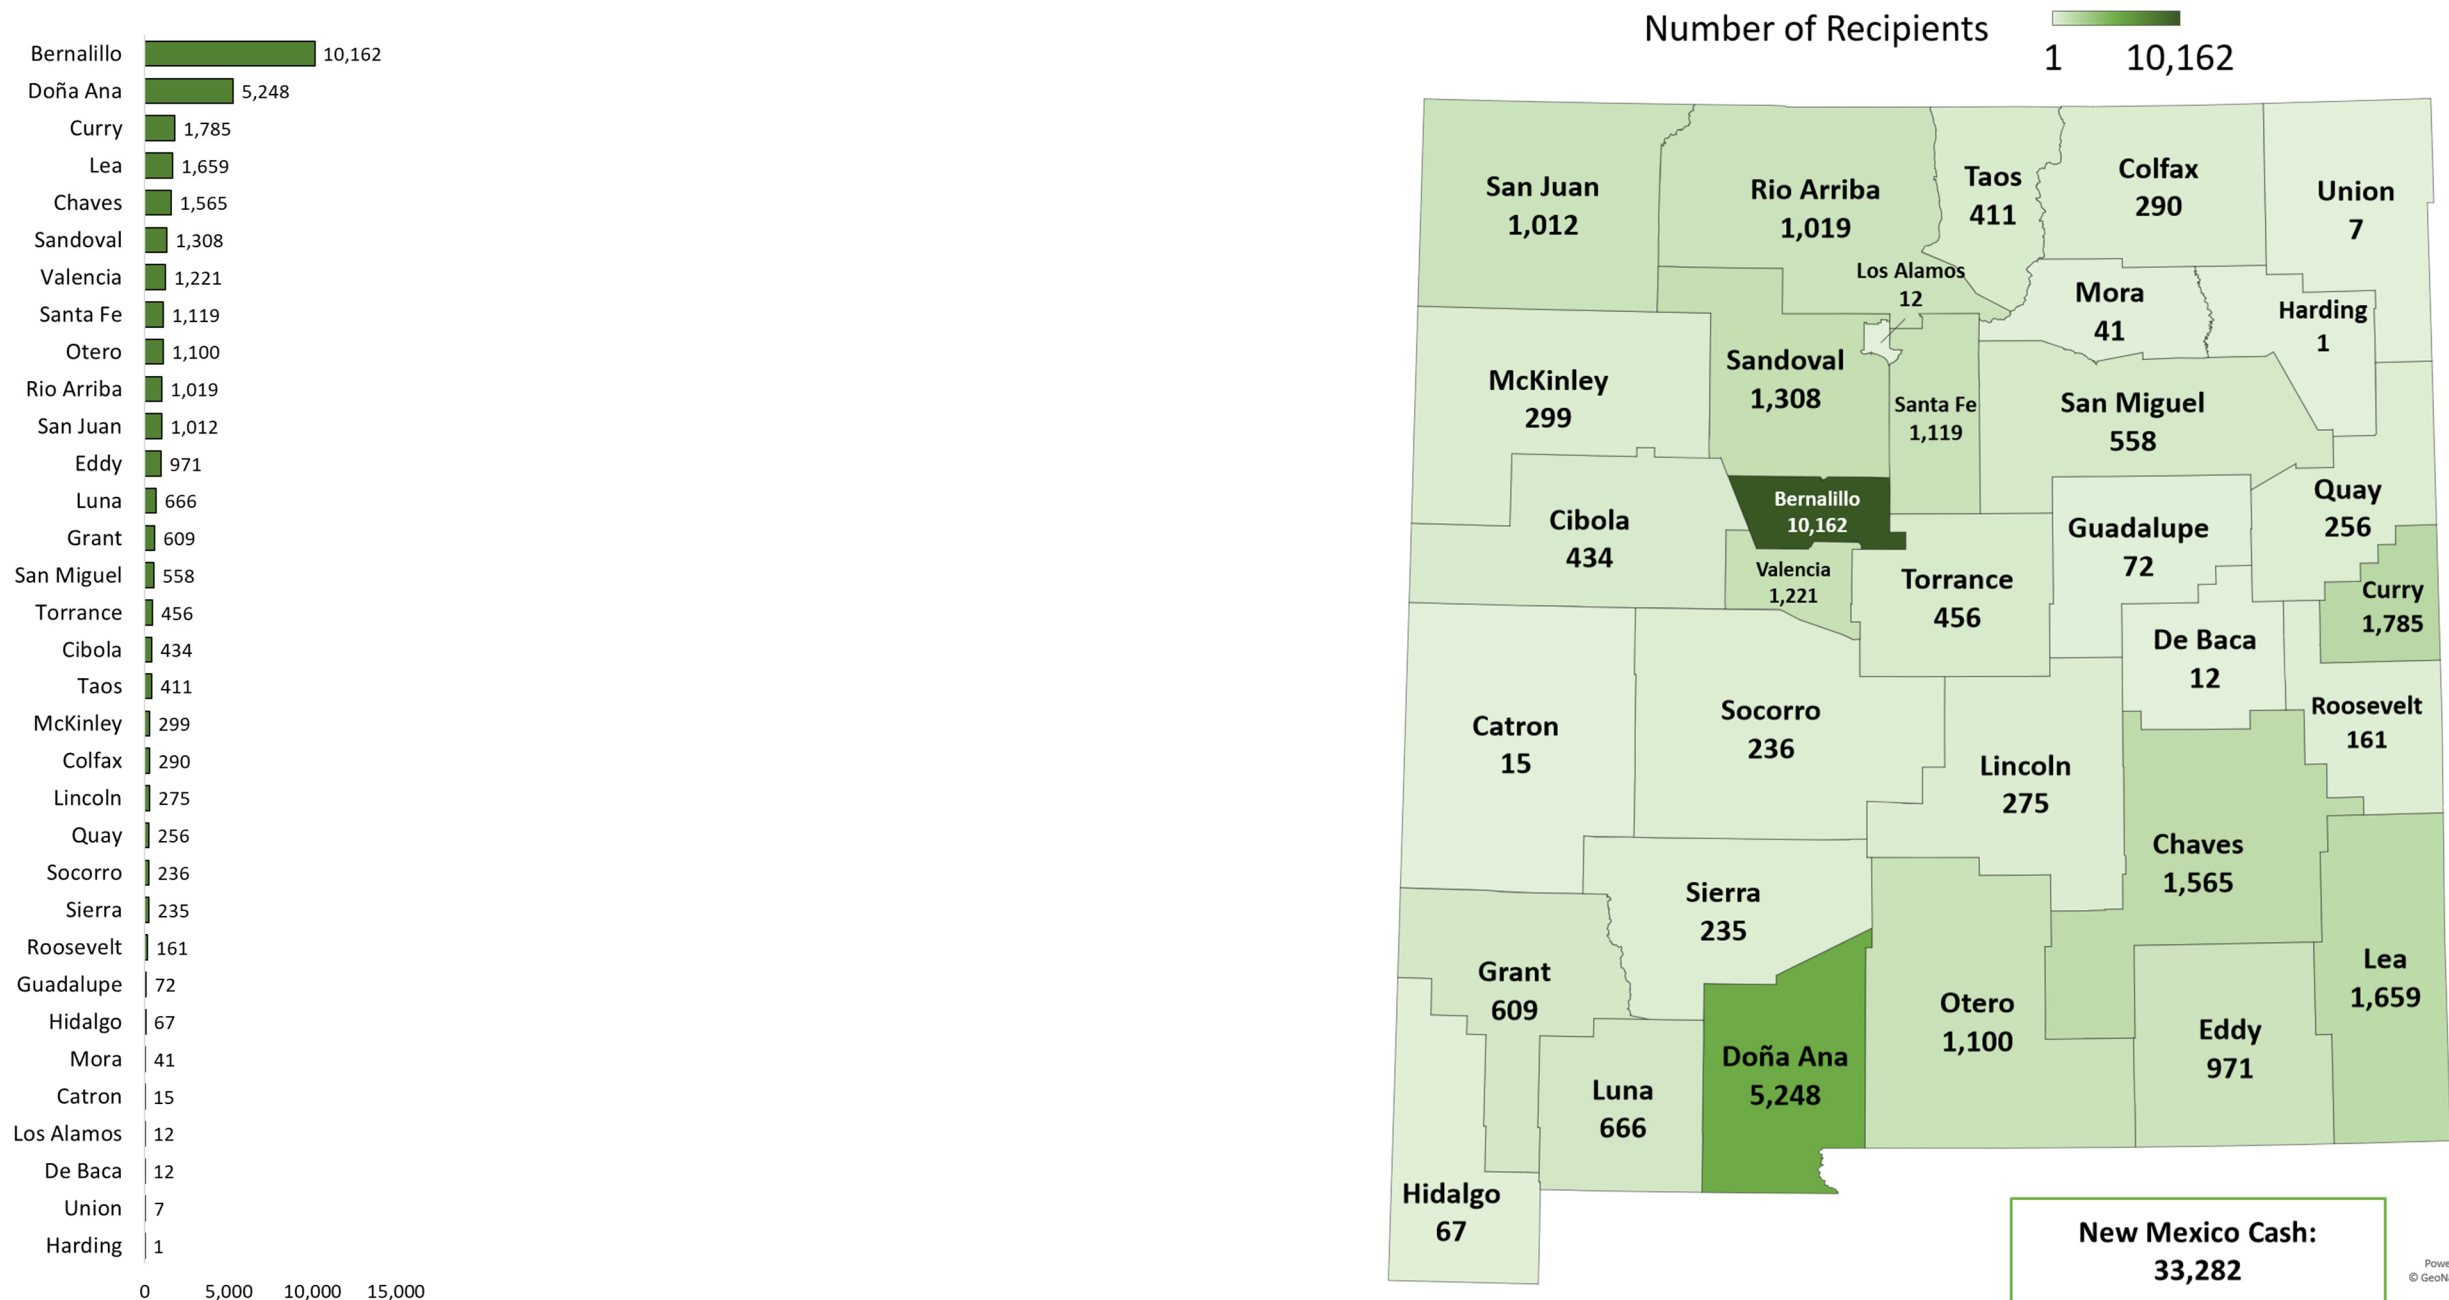 Bernalillo 10,162
Doña Ana 5,248
Curry 1,785
Lea 1,659
Chaves 1,565
Sandoval 1,308
Valencia 1,221
Santa Fe 1,119
Otero 1,100
Rio Arriba 1,019
San Juan 1,012
Eddy 971
Luna 666
Grant 609
San Miguel 558
Torrance 456
Cibola 434
Taos 411
McKinley 299
Colfax 290
Lincoln 275
Quay 256
Socorro 236
Sierra 235
Roosevelt 161
Guadalupe 72
Hidalgo 67
Mora 41
Catron 15
Los Alamos 12
De Baca 12
Union 7
Harding 1
0 5,000 10,000 15,000
Number of Recipients
1 10,162
San Juan
1,012
Rio Arriba
1,019
Taos
411
Colfax
290
Union
7
Los Alamos
12
Mora
41
Harding
1
McKinley
299
Sandoval
1,308
Santa Fe
1,119
San Miguel
558
Quay
256
Cibola
434
Bernalillo
10,162
Valencia
1,221
Torrance
456
Guadalupe
72
Curry
1,785
De Baca
12
Roosevelt
161
Catron
15
Socorro
236
Lincoln
275
Chaves
1,565
Sierra
235
Grant
609
Otero
1,100
Lea
1,659
Eddy
971
Doña Ana
5,248
Luna
666
Hidalgo
67
New Mexico Cash:
33,282
Powe
© GeoNa